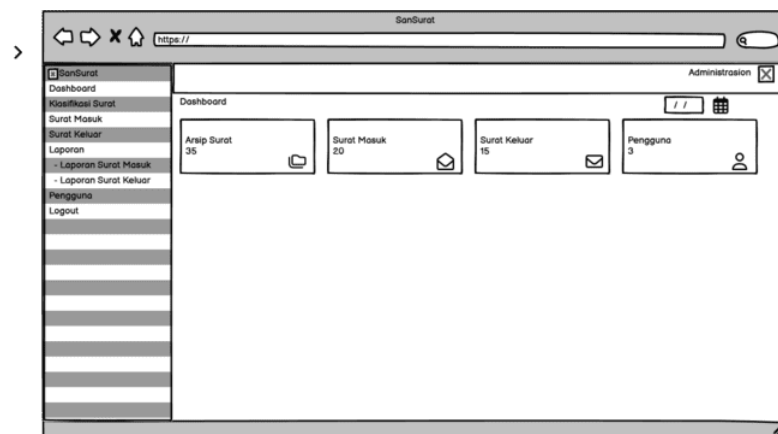 SanSurat
https://
SanSurat
Dashboard
Klasifikasi Surat
Surat Masuk
Surat Keluar
Laporan
- Laporan Surat Masuk
- Laporan Surat Keluar
Pengguna
Logout
Administrasion
Dashboard
/ /
Arsip Surat
35
Surat Masuk
20
Surat Keluar
15
Pengguna
3